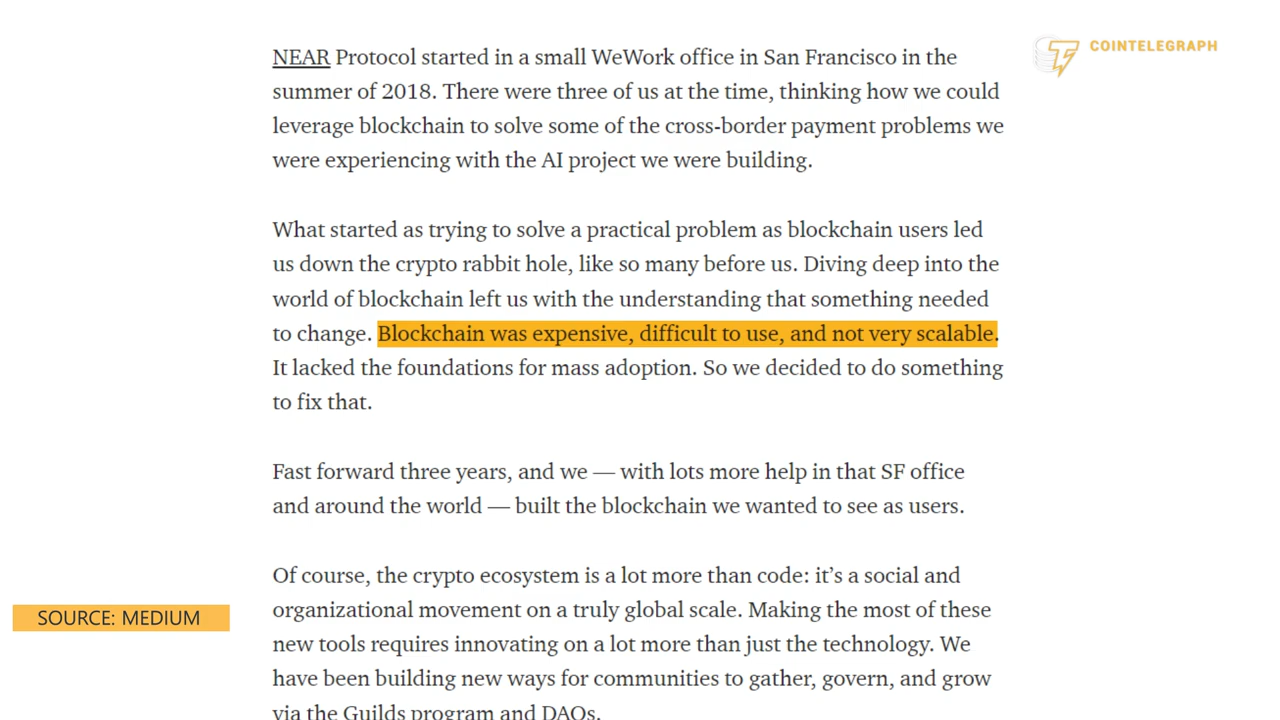 COINTELEGRAPH
NEAR Protocol started in a small WeWork office in San Francisco in the
summer of 2018. There were three of us at the time, thinking how we could
leverage blockchain to solve some of the cross-border payment problems we
were experiencing with the AI project we were building.
What started as trying to solve a practical problem as blockchain users led
us down the crypto rabbit hole, like so many before us. Diving deep into the
world of blockchain left us with the understanding that something needed
to change. Blockchain was expensive, difficult to use, and not very scalable.
It lacked the foundations for mass adoption. So we decided to do something
to fix that.
Fast forward three years, and we — with lots more help in that SF office
and around the world — built the blockchain we wanted to see as users.
Of course, the crypto ecosystem is a lot more than code: it’s a social and
organizational movement on a truly global scale. Making the most of these
new tools requires innovating on a lot more than just the technology. We
have been building new ways for communities to gather, govern, and grow
via the Guilds program and DAOs.
SOURCE: MEDIUM